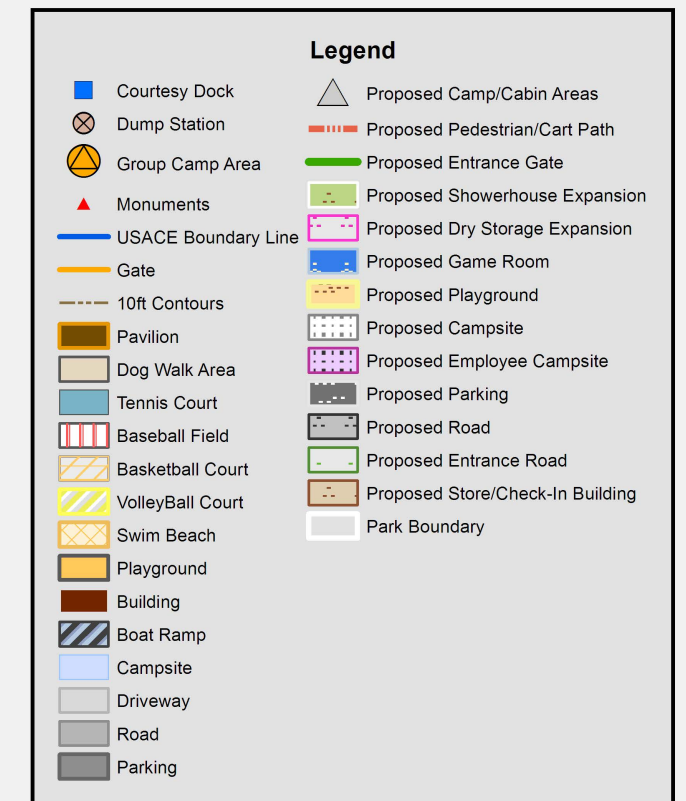 Legend
Courtesy Dock
Dump Station
Group Camp Area
Monuments
USACE Boundary Line
Gate
10ft Contours
Pavilion
Dog Walk Area
Tennis Court
Baseball Field
Basketball Court
VolleyBall Court
Swim Beach
Playground
Building
Boat Ramp
Campsite
Driveway
Road
Parking
Proposed Camp/Cabin Areas
Proposed Pedestrian/Cart Path
Proposed Entrance Gate
Proposed Showerhouse Expansion
Proposed Dry Storage Expansion
Proposed Game Room
Proposed Playground
Proposed Campsite
Proposed Employee Campsite
Proposed Parking
Proposed Road
Proposed Entrance Road
Proposed Store/Check-In Building
Park Boundary